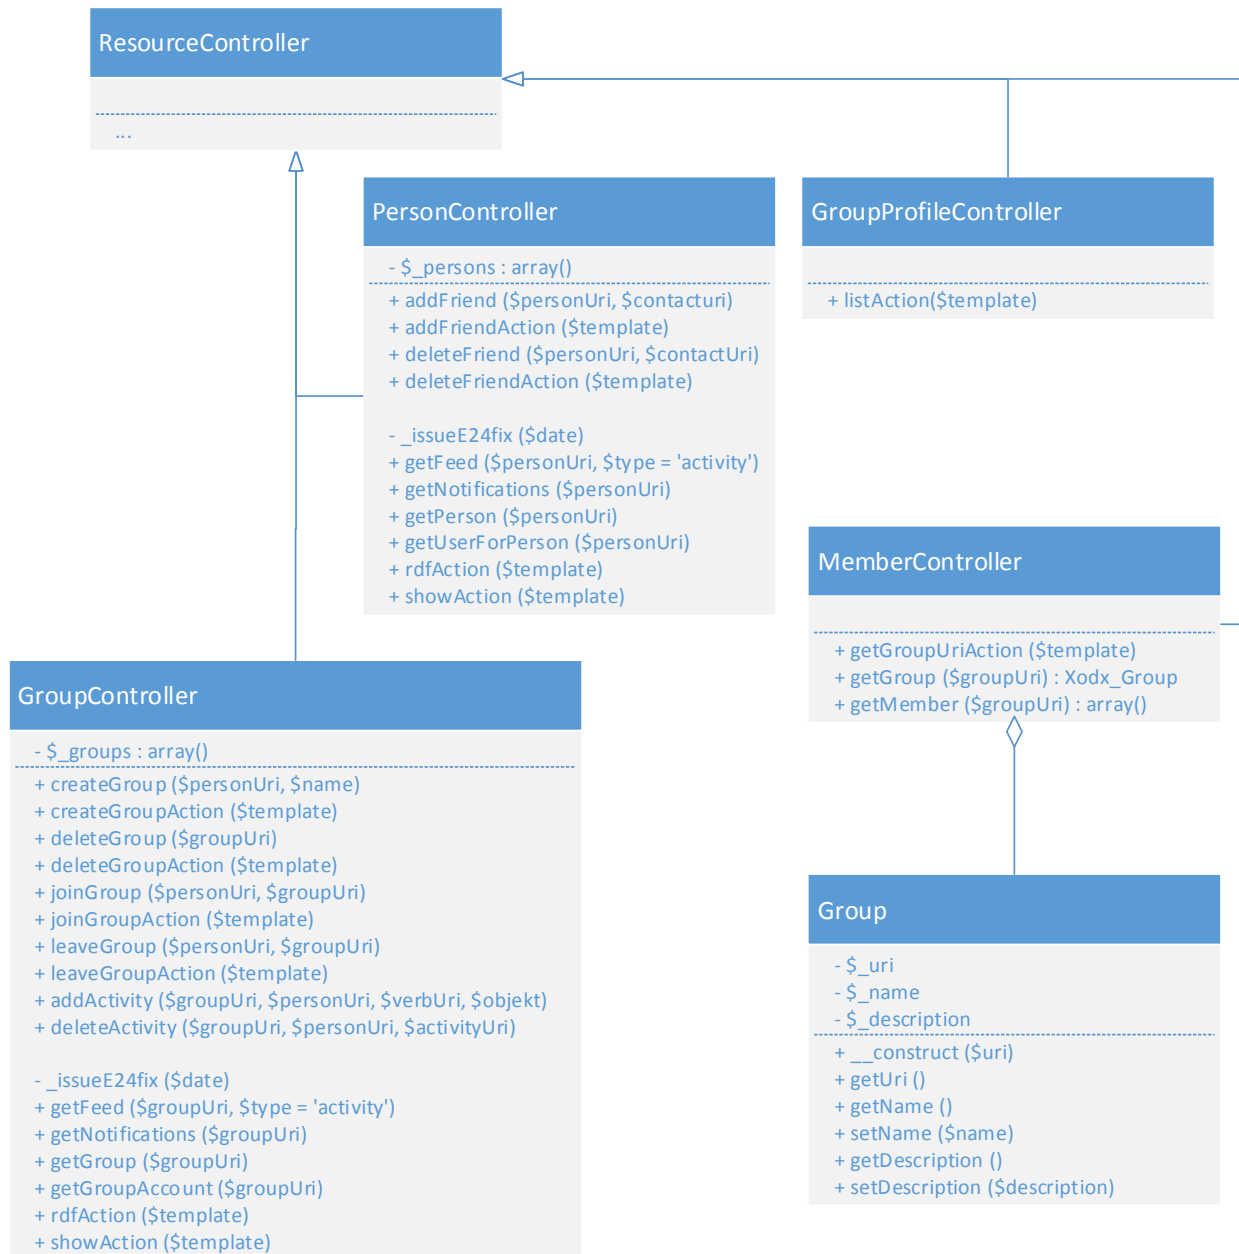 ResourceController
...
PersonController
- $_persons : array()
+ addFriend ($personUri, $contacturi)
+ addFriendAction ($template)
+ deleteFriend ($personUri, $contactUri)
+ deleteFriendAction ($template)
- _issueE24fix ($date)
+ getFeed ($personUri, $type = 'activity')
+ getNotifications ($personUri)
+ getPerson ($personUri)
+ getUserForPerson ($personUri)
+ rdfAction ($template)
+ showAction ($template)
GroupProfileController
+ listAction($template)
MemberController
+ getGroupUriAction ($template)
+ getGroup ($groupUri) : Xodx_Group
+ getMember ($groupUri) : array()
GroupController
- $_groups : array()
+ createGroup ($personUri, $name)
+ createGroupAction ($template)
+ deleteGroup ($groupUri)
+ deleteGroupAction ($template)
+ joinGroup ($personUri, $groupUri)
+ joinGroupAction ($template)
+ leaveGroup ($personUri, $groupUri)
+ leaveGroupAction ($template)
+ addActivity ($groupUri, $personUri, $verbUri, $objekt)
+ deleteActivity ($groupUri, $personUri, $activityUri)
- _issueE24fix ($date)
+ getFeed ($groupUri, $type = 'activity')
+ getNotifications ($groupUri)
+ getGroup ($groupUri)
+ getGroupAccount ($groupUri)
+ rdfAction ($template)
+ showAction ($template)
Group
- $_uri
- $_name
- $_description
+ __construct ($uri)
+ getUri ()
+ getName ()
+ setName ($name)
+ getDescription ()
+ setDescription ($description)